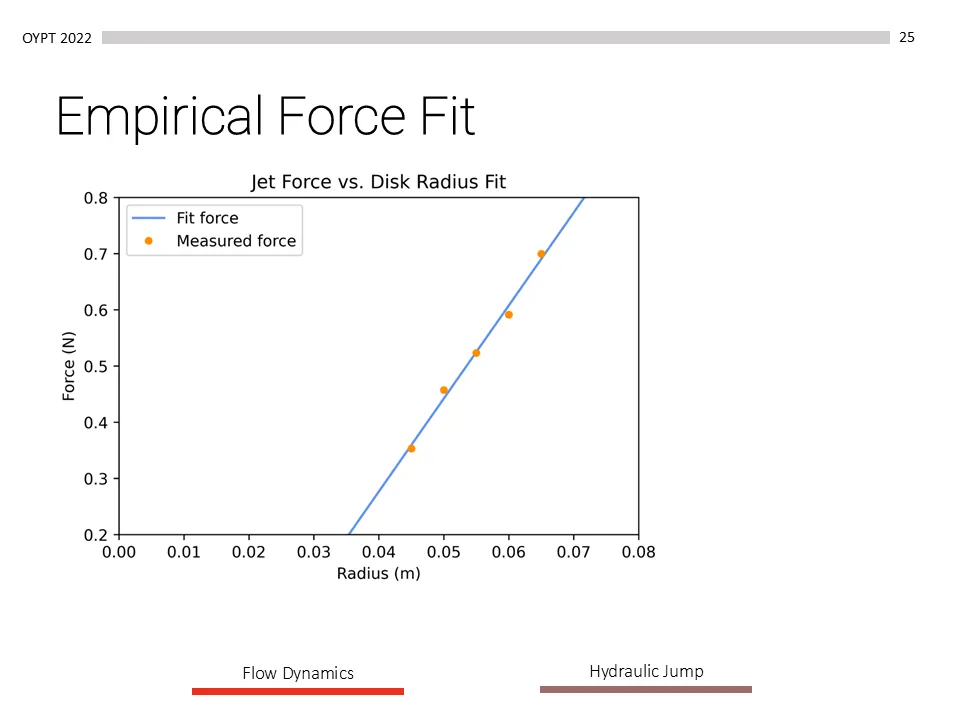 OYPT 2022
25
Empirical Force Fit
Jet Force vs. Disk Radius Fit
Fit force
Measured force
Force (N)
0.8
0.7
0.6
0.5
0.4
0.3
0.2
0.00 0.01 0.02 0.03 0.04 0.05 0.06 0.07 0.08
Radius (m)
Flow Dynamics
Hydraulic Jump